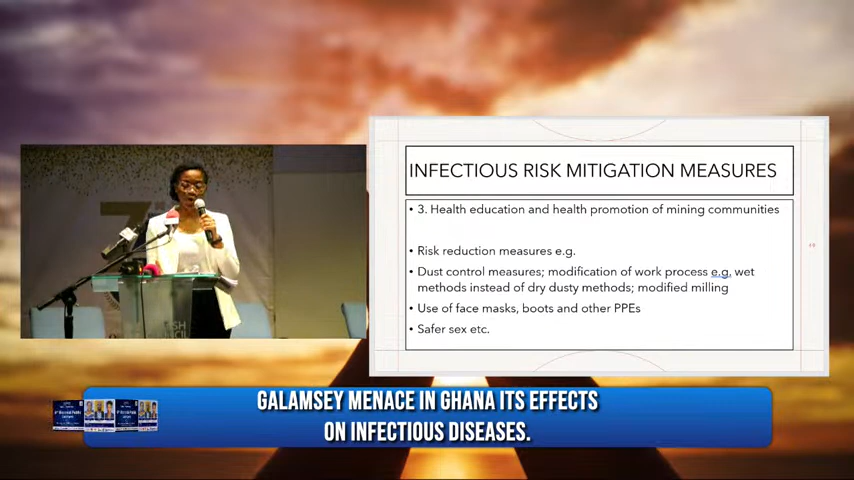 INFECTIOUS RISK MITIGATION MEASURES
• 3. Health education and health promotion of mining communities
• Risk reduction measures e.g.
• Dust control measures; modification of work process e.g. wet
methods instead of dry dusty methods; modified milling
• Use of face masks, boots and other PPEs
• Safer sex etc.
GALAMSEY MENACE IN GHANA ITS EFFECTS
ON INFECTIOUS DISEASES.